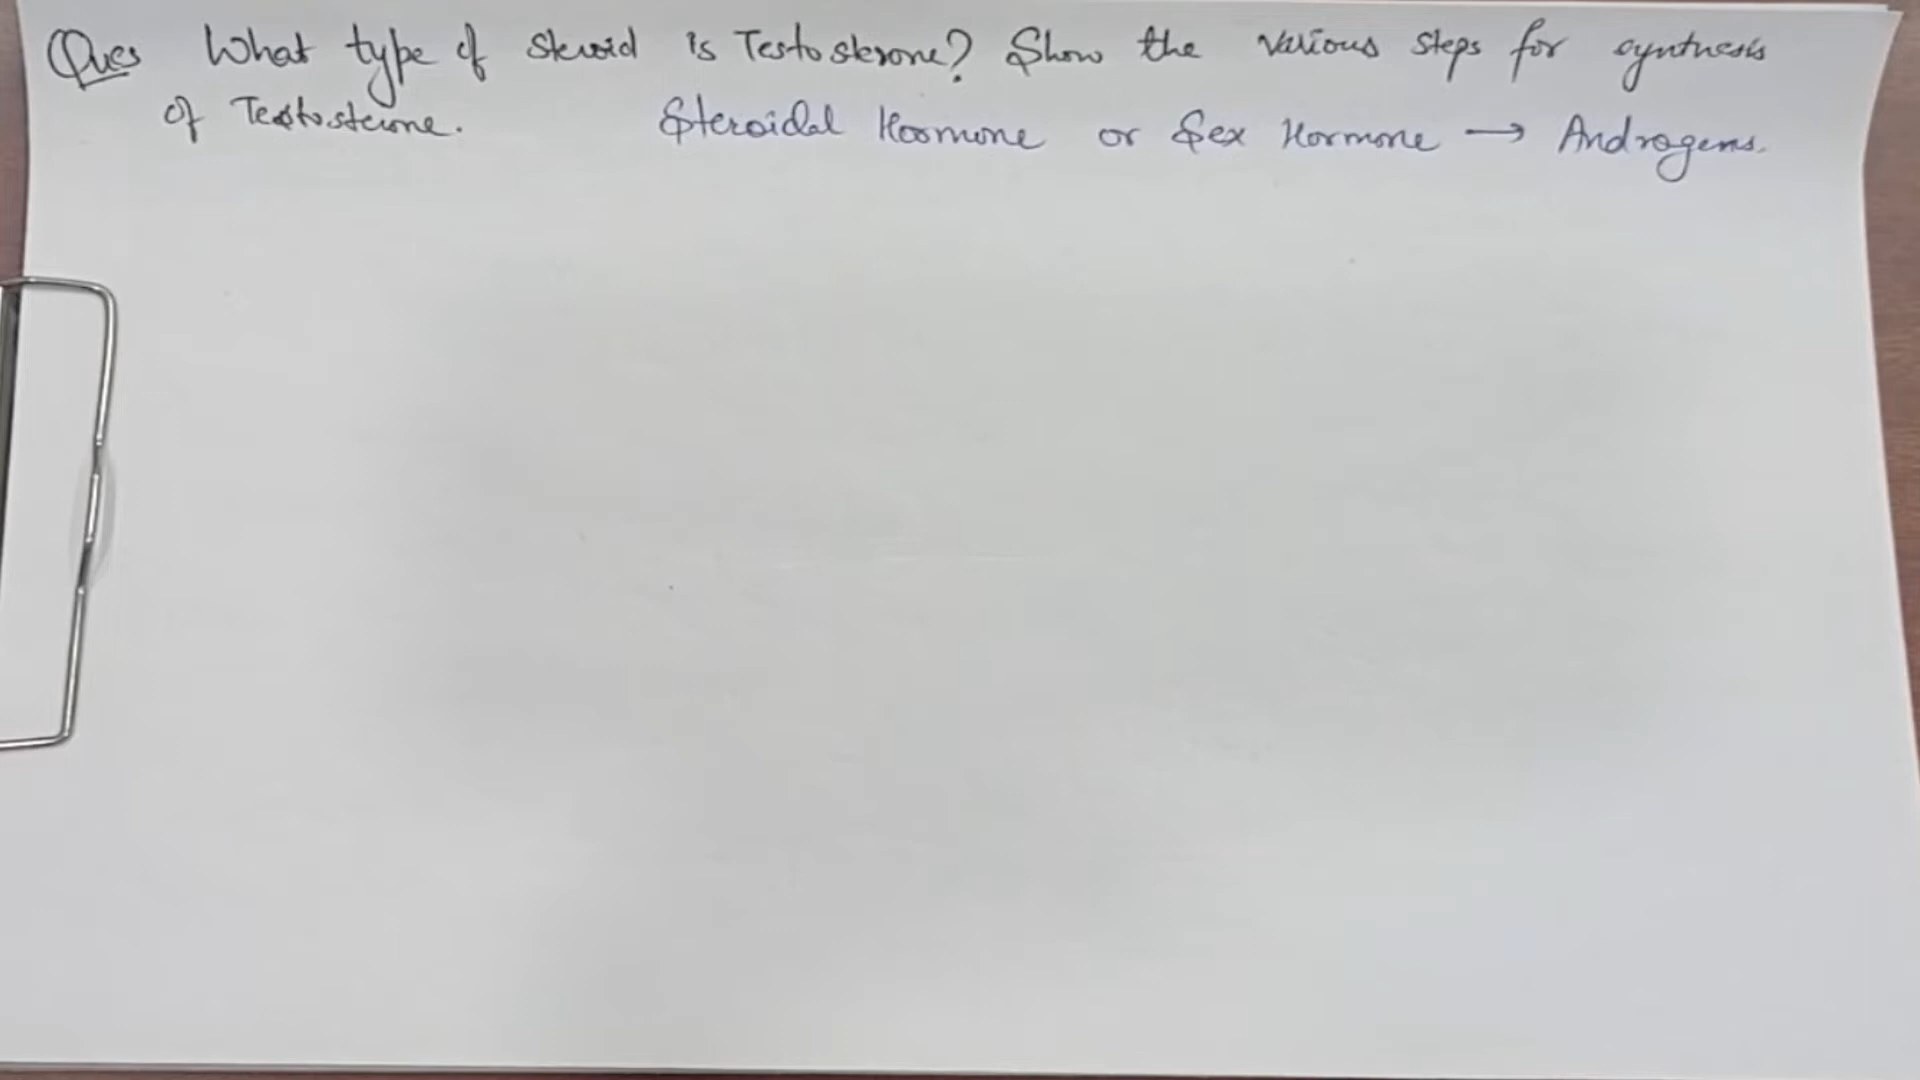 Ques What type of steroid is Testosterone? Show the various steps for synthesis
of Testosterone. Steroidal Hormone or Sex Hormone → Androgens.